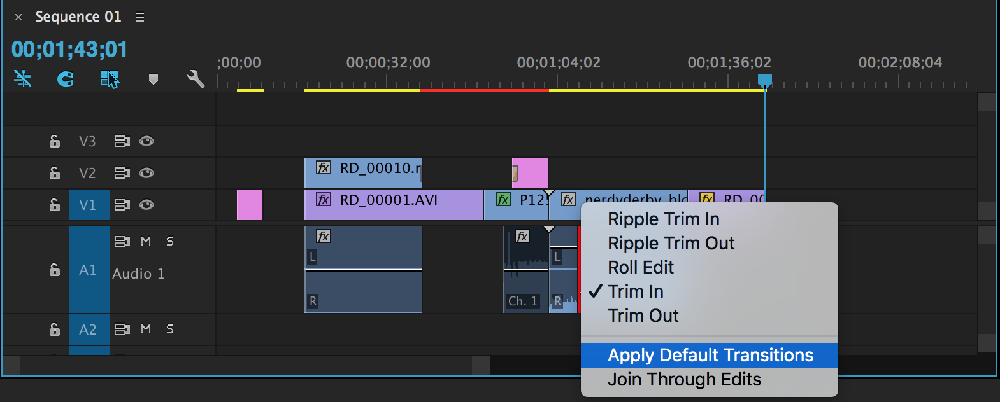 × Sequence 01
00;01;43;01
;00;00 00;00;32;00 00;01;04;02 00;01;36;02 00;02;08;04
V3
V2
fx RD_00010.r
V1
fx RD_00001.AVI fx P125 fx nerdyderby_blo fx RD_00
A1
M S
Audio 1
fx fx
L L
R Ch. 1 R
A2 M S
Ripple Trim In
Ripple Trim Out
Roll Edit
✓ Trim In
Trim Out
Apply Default Transitions
Join Through Edits